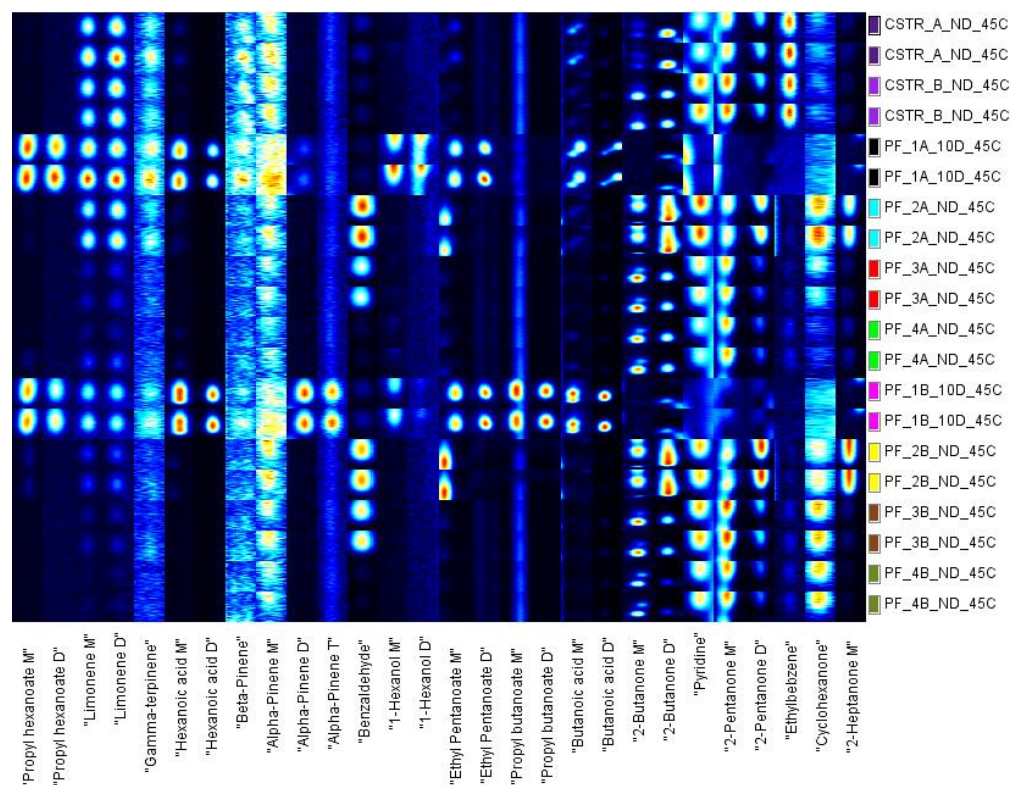 CSTR_A_ND_45C
CSTR_A_ND_45C
CSTR_B_ND_45C
CSTR_B_ND_45C
PF_1A_10D_45C
PF_1A_10D_45C
PF_2A_ND_45C
PF_2A_ND_45C
PF_3A_ND_45C
PF_3A_ND_45C
PF_4A_ND_45C
PF_4A_ND_45C
PF_1B_10D_45C
PF_1B_10D_45C
PF_2B_ND_45C
PF_2B_ND_45C
PF_3B_ND_45C
PF_3B_ND_45C
PF_4B_ND_45C
PF_4B_ND_45C
"Propyl hexanoate M"
"Propyl hexanoate D"
"Limonene M"
"Limonene D"
"Gamma-terpinene"
"Hexanoic acid M"
"Hexanoic acid D"
"Beta-Pinene"
"Alpha-Pinene M"
"Alpha-Pinene D"
"Alpha-Pinene T"
"Benzaldehyde"
"1-Hexanol M"
"1-Hexanol D"
"Ethyl Pentanoate M"
"Ethyl Pentanoate D"
"Propyl butanoate M"
"Propyl butanoate D"
"Butanoic acid M"
"Butanoic acid D"
"2-Butanone M"
"2-Butanone D"
"Pyridine"
"2-Pentanone M"
"2-Pentanone D"
"Ethylbebzene"
"Cyclohexanone"
"2-Heptanone M"